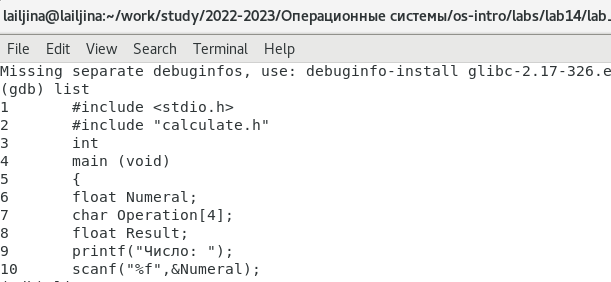 lailjina@lailjina:~/work/study/2022-2023/Операционные системы/os-intro/labs/lab14/lab
File Edit View Search Terminal Help
Missing separate debuginfos, use: debuginfo-install glibc-2.17-326.e
(gdb) list
1 #include <stdio.h>
2 #include "calculate.h"
3 int
4 main (void)
5 {
6 float Numeral;
7 char Operation[4];
8 float Result;
9 printf("Число: ");
10 scanf("%f",&Numeral);